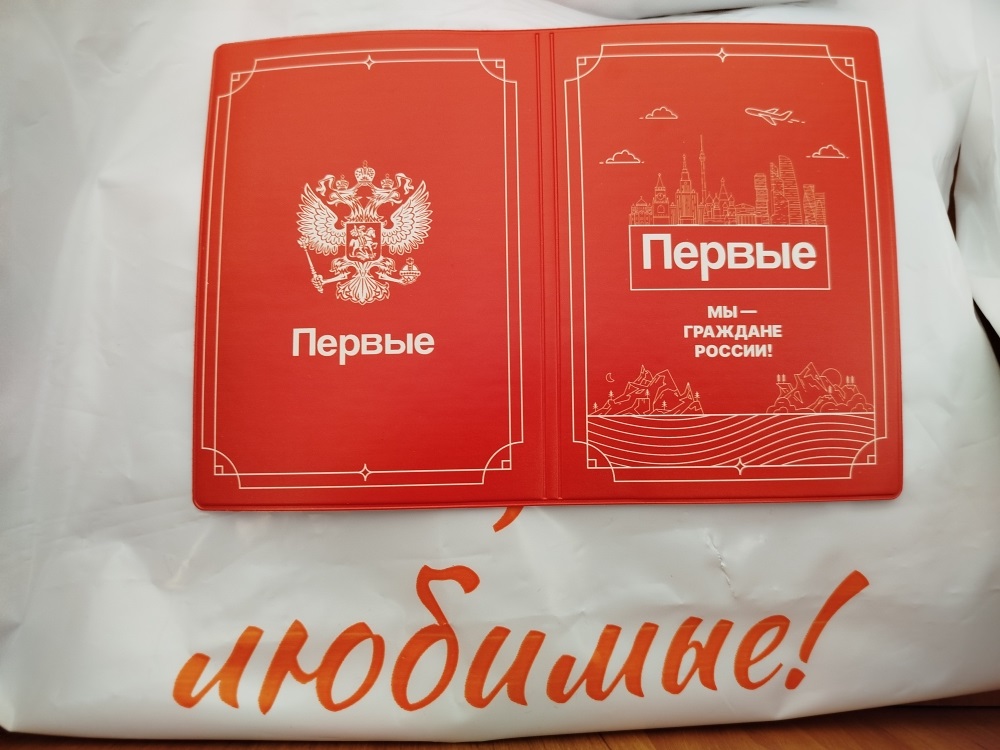 Первые
Первые
МЫ —
ГРАЖДАНЕ
РОССИИ!
любимые!